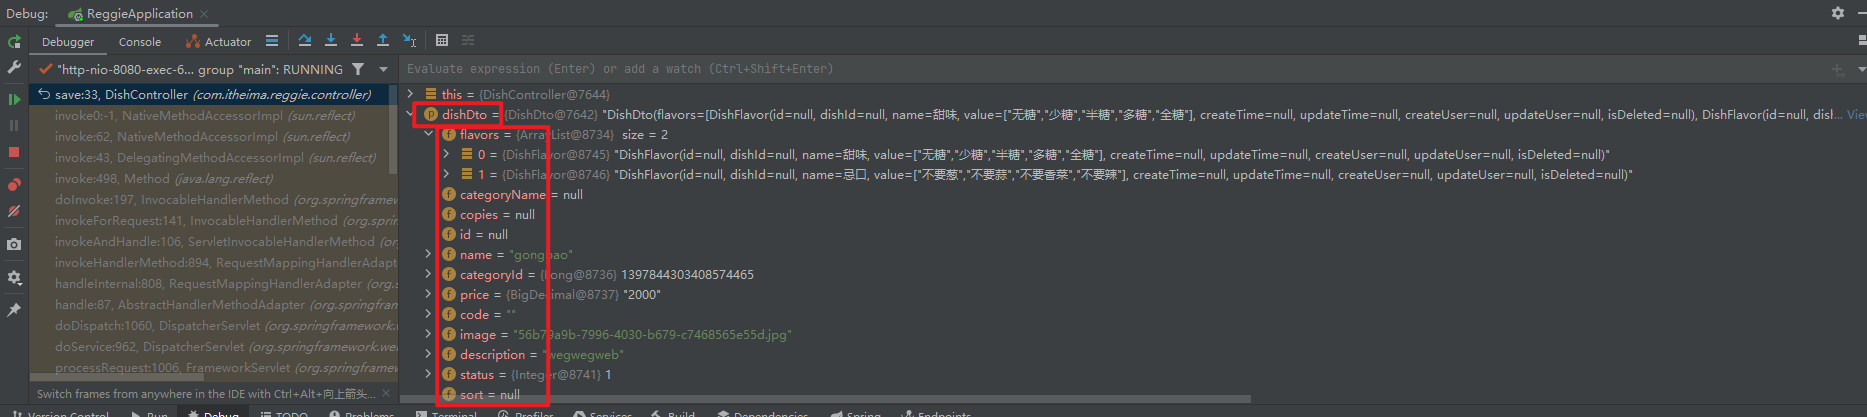 Debug: ReggieApplication ×
Debugger Console Actuator
"http-nio-8080-exec-6... group "main": RUNNING
Evaluate expression (Enter) or add a watch (Ctrl+Shift+Enter)
save:33, DishController (com.itheima.reggie.controller)
invoke0:-1, NativeMethodAccessorImpl (sun.reflect)
invoke:62, NativeMethodAccessorImpl (sun.reflect)
invoke:43, DelegatingMethodAccessorImpl (sun.reflect)
invoke:498, Method (java.lang.reflect)
doInvoke:197, InvocableHandlerMethod (org.springframew
invokeForRequest:141, InvocableHandlerMethod (org.sprin
invokeAndHandle:106, ServletInvocableHandlerMethod (o
invokeHandlerMethod:894, RequestMappingHandlerAdapt
handleInternal:808, RequestMappingHandlerAdapter (org.
handle:87, AbstractHandlerMethodAdapter (org.springfram
doDispatch:1060, DispatcherServlet (org.springframework.
doService:962, DispatcherServlet (org.springframework.we
processRequest:1006, FrameworkServlet (org.springframew
Switch frames from anywhere in the IDE with Ctrl+Alt+向上箭头... ×
this = {DishController@7644}
dishDto = {DishDto@7642} "DishDto(flavors=[DishFlavor(id=null, dishId=null, name=甜味, value=["无糖","少糖","半糖","多糖","全糖"], createTime=null, updateTime=null, createUser=null, updateUser=null, isDeleted=null), DishFlavor(id=null, dish... View
flavors = {ArrayList@8734} size = 2
0 = {DishFlavor@8745} "DishFlavor(id=null, dishId=null, name=甜味, value=["无糖","少糖","半糖","多糖","全糖"], createTime=null, updateTime=null, createUser=null, updateUser=null, isDeleted=null)"
1 = {DishFlavor@8746} "DishFlavor(id=null, dishId=null, name=忌口, value=["不要葱","不要蒜","不要香菜","不要辣"], createTime=null, updateTime=null, createUser=null, updateUser=null, isDeleted=null)"
categoryName = null
copies = null
id = null
name = "gongbao"
categoryId = {Long@8736} 1397844303408574465
price = {BigDecimal@8737} "2000"
code = ""
image = "56b79a9b-7996-4030-b679-c7468565e55d.jpg"
description = "wegwegweb"
status = {Integer@8741} 1
sort = null
Version Control Run Debug TODO Problems Terminal Profiler Services Build Dependencies Spring Endpoints